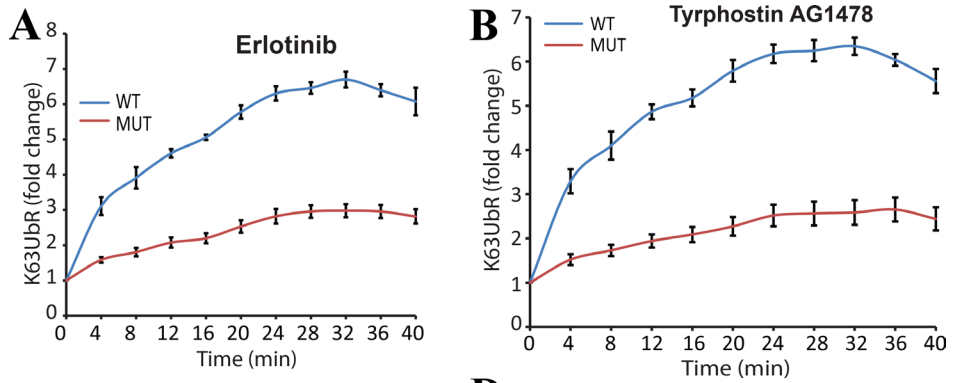 A
Erlotinib
K63UbR (fold change)
8
7
6
5
4
3
2
1
0
WT
MUT
0 4 8 12 16 20 24 28 32 36 40
Time (min)
B
Tyrphostin AG1478
K63UbR (fold change)
7
6
5
4
3
2
1
0
WT
MUT
0 4 8 12 16 20 24 28 32 36 40
Time (min)